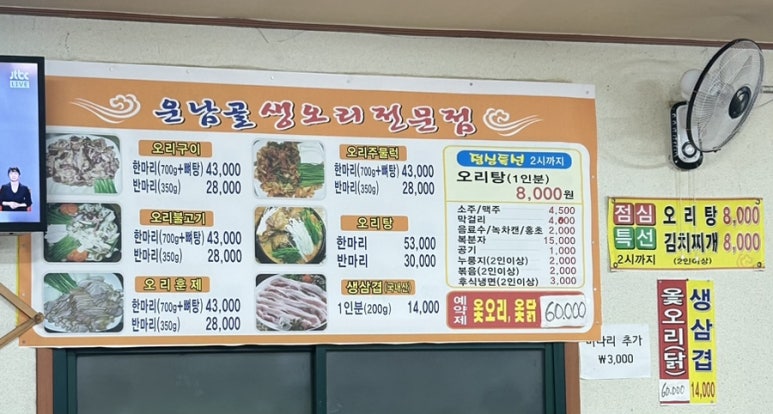 jtbc
LIVE
운남골 생오리전문점
오리구이
한마리(700g+뼈탕) 43,000
반마리(350g) 28,000
오리불고기
한마리(700g+뼈탕) 43,000
반마리(350g) 28,000
오리훈제
한마리(700g+뼈탕) 43,000
반마리(350g) 28,000
오리주물럭
한마리(700g+뼈탕) 43,000
반마리(350g) 28,000
오리탕
한마리 53,000
반마리 30,000
생삼겹(국내산)
1인분(200g) 14,000
점심특선 2시까지
오리탕(1인분)
8,000원
소주/맥주 4,500
막걸리 4,000
음료수/녹차캔/홍초 2,000
복분자 15,000
공기 1,000
누룽지(2인이상) 2,000
볶음(2인이상) 2,000
후식냉면(2인이상) 3,000
예약제 옻오리, 옻닭 60.000
점심 오리탕 8,000
특선 김치찌개 8,000
2시까지 (2인이상)
미나리 추가
₩3,000
옻오리(닭)
60.000
생삼겹
14,000